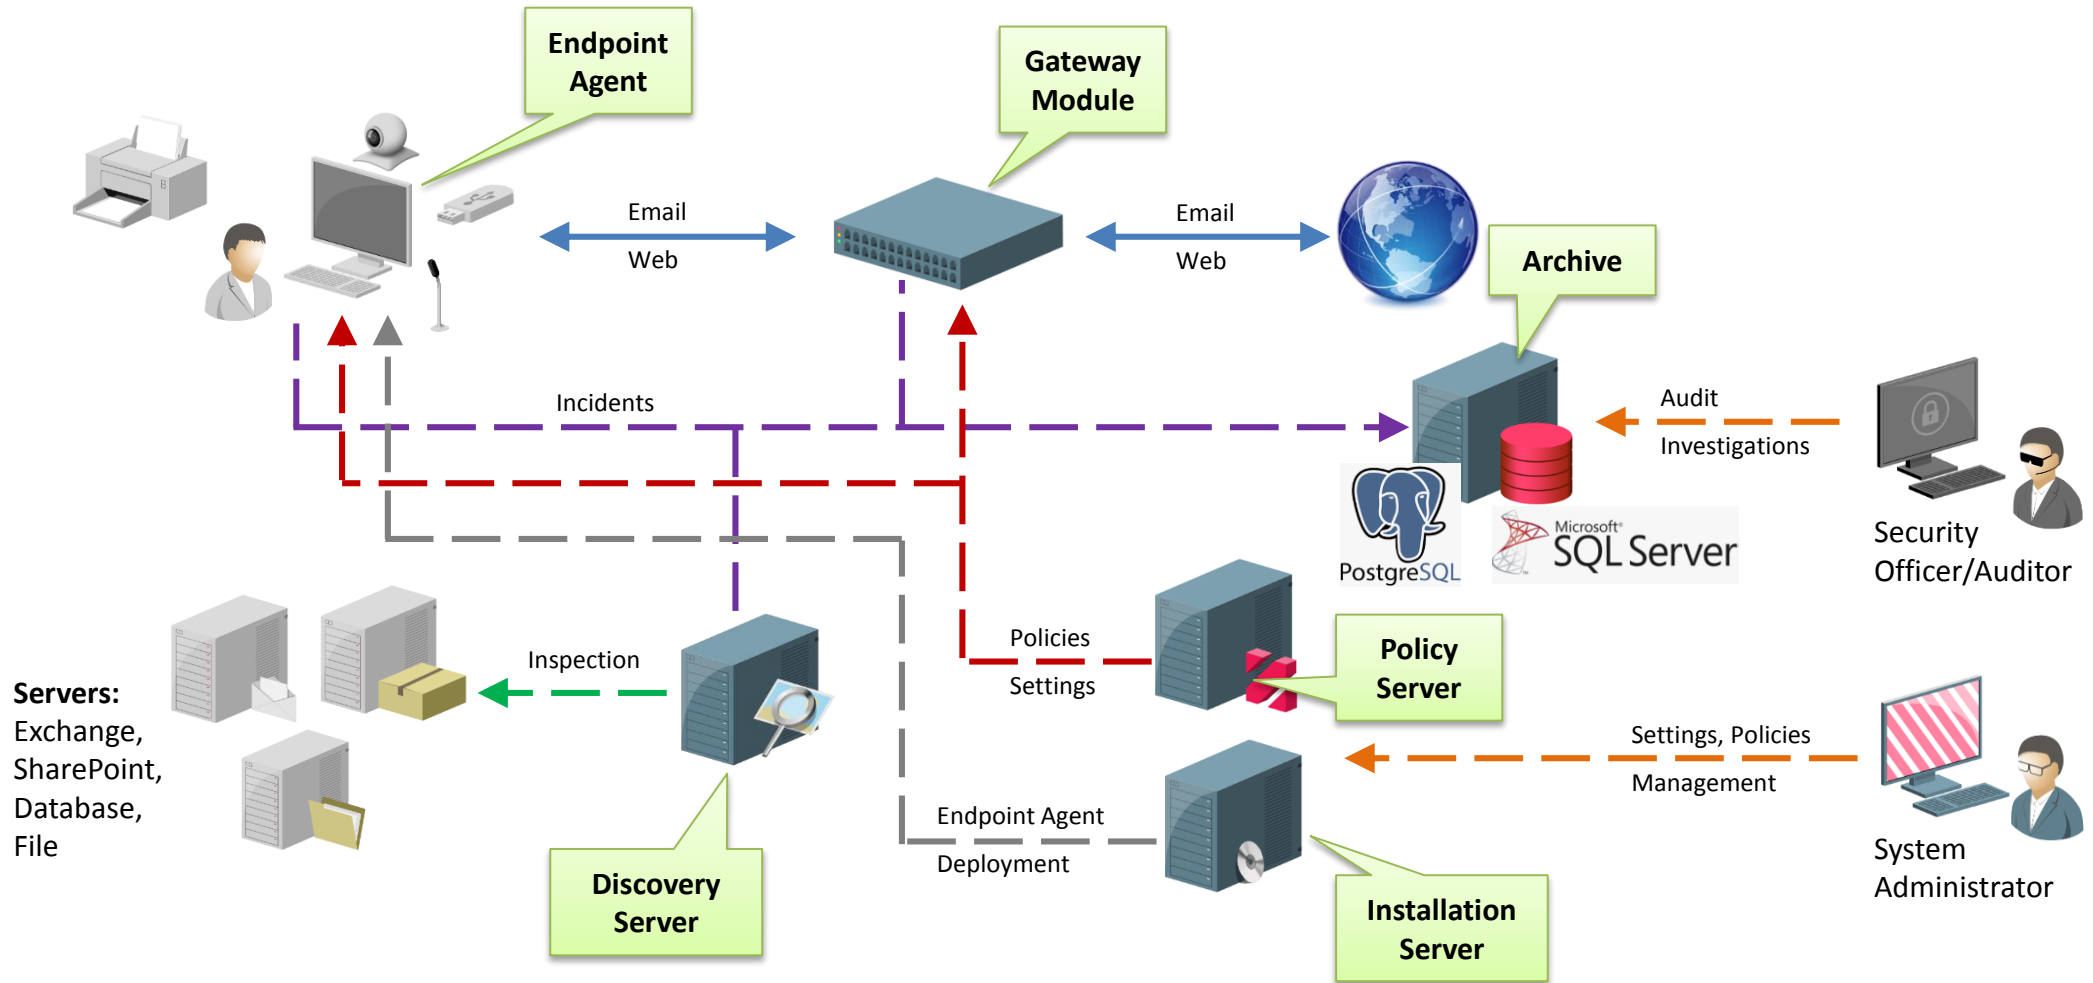 Endpoint
Agent
Gateway
Module
Email
Web
Email
Web
Archive
Incidents
Audit
Investigations
PostgreSQL
Microsoft®
SQL Server
™
Security
Officer/Auditor
Inspection
Policies
Settings
Policy
Server
Servers:
Exchange,
SharePoint,
Database,
File
Settings, Policies
Management
Endpoint Agent
Deployment
System
Administrator
Discovery
Server
Installation
Server